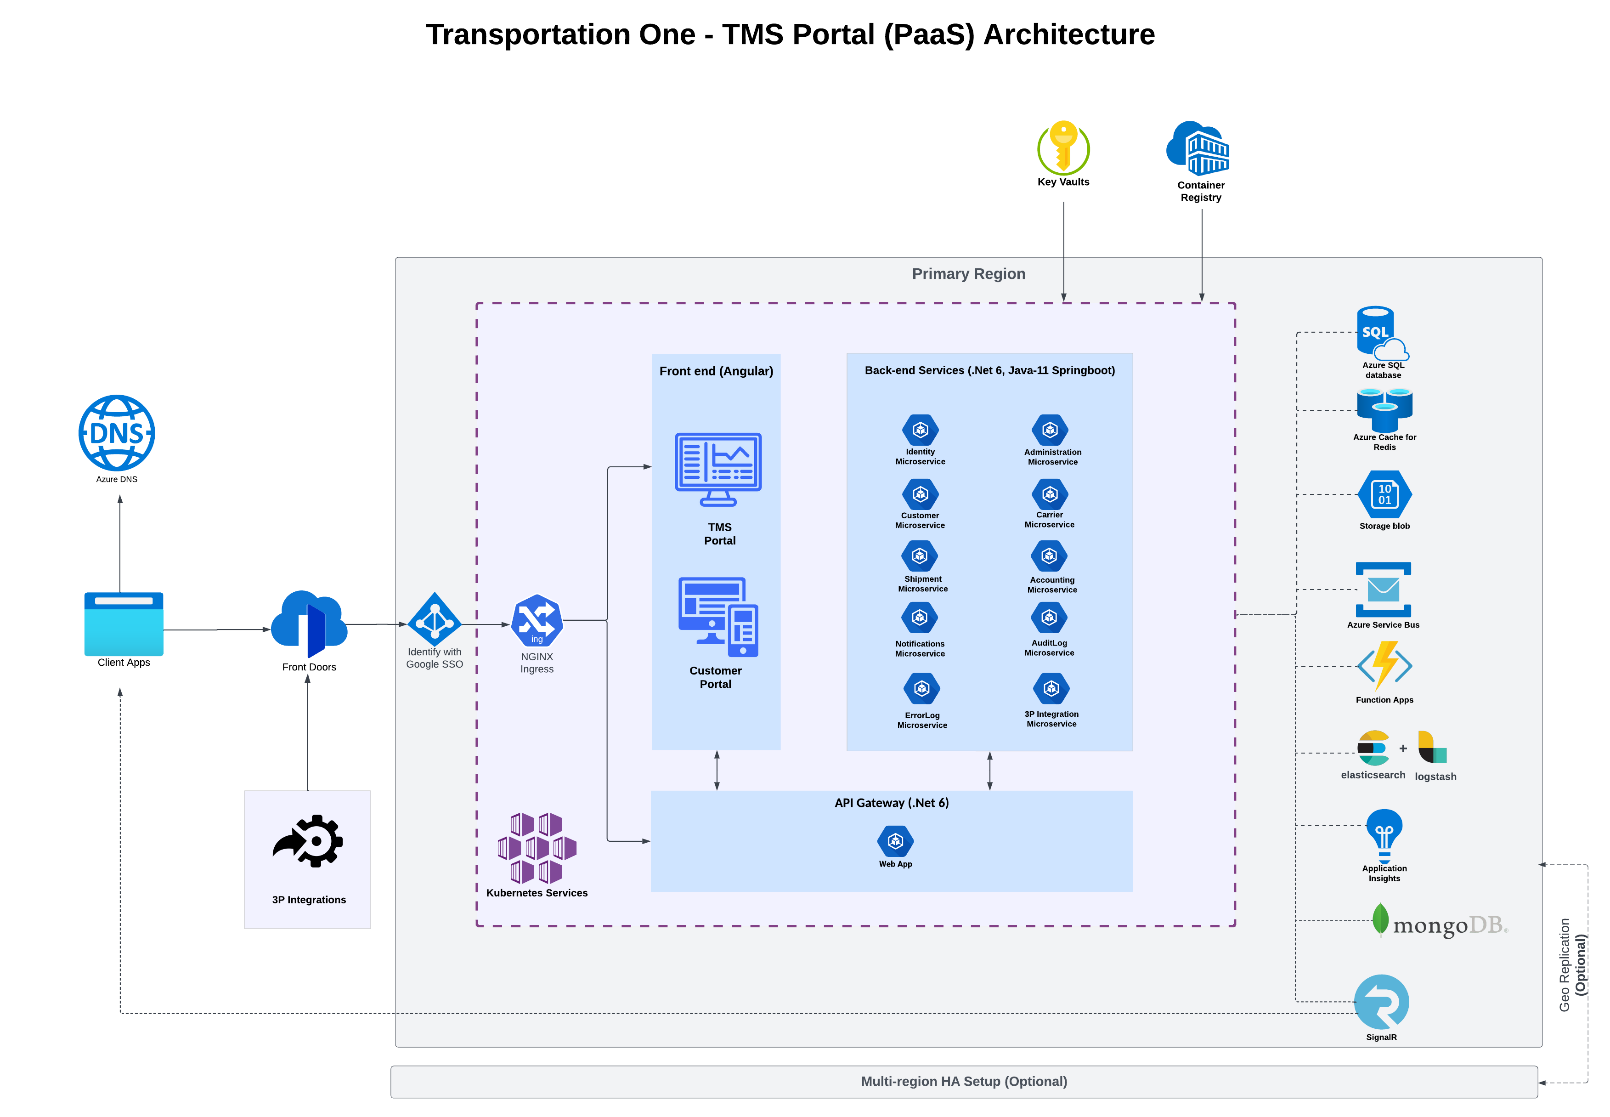 Transportation One - TMS Portal (PaaS) Architecture
Key Vaults
Container
Registry
Primary Region
SQL
Azure SQL
database
Front end (Angular)
Back-end Services (.Net 6, Java-11 Springboot)
DNS
Azure DNS
Azure Cache for
Redis
Identity
Microservice
Administration
Microservice
10
01
Storage blob
Customer
Microservice
Carrier
Microservice
TMS
Portal
Shipment
Microservice
Accounting
Microservice
Azure Service Bus
Client Apps
Front Doors
Identify with
Google SSO
ing
NGINX
Ingress
Notifications
Microservice
AuditLog
Microservice
Customer
Portal
Function Apps
ErrorLog
Microservice
3P Integration
Microservice
+
elasticsearch
logstash
API Gateway (.Net 6)
Web App
Application
Insights
Kubernetes Services
3P Integrations
mongoDB
Geo Replication
(Optional)
SignalR
Multi-region HA Setup (Optional)